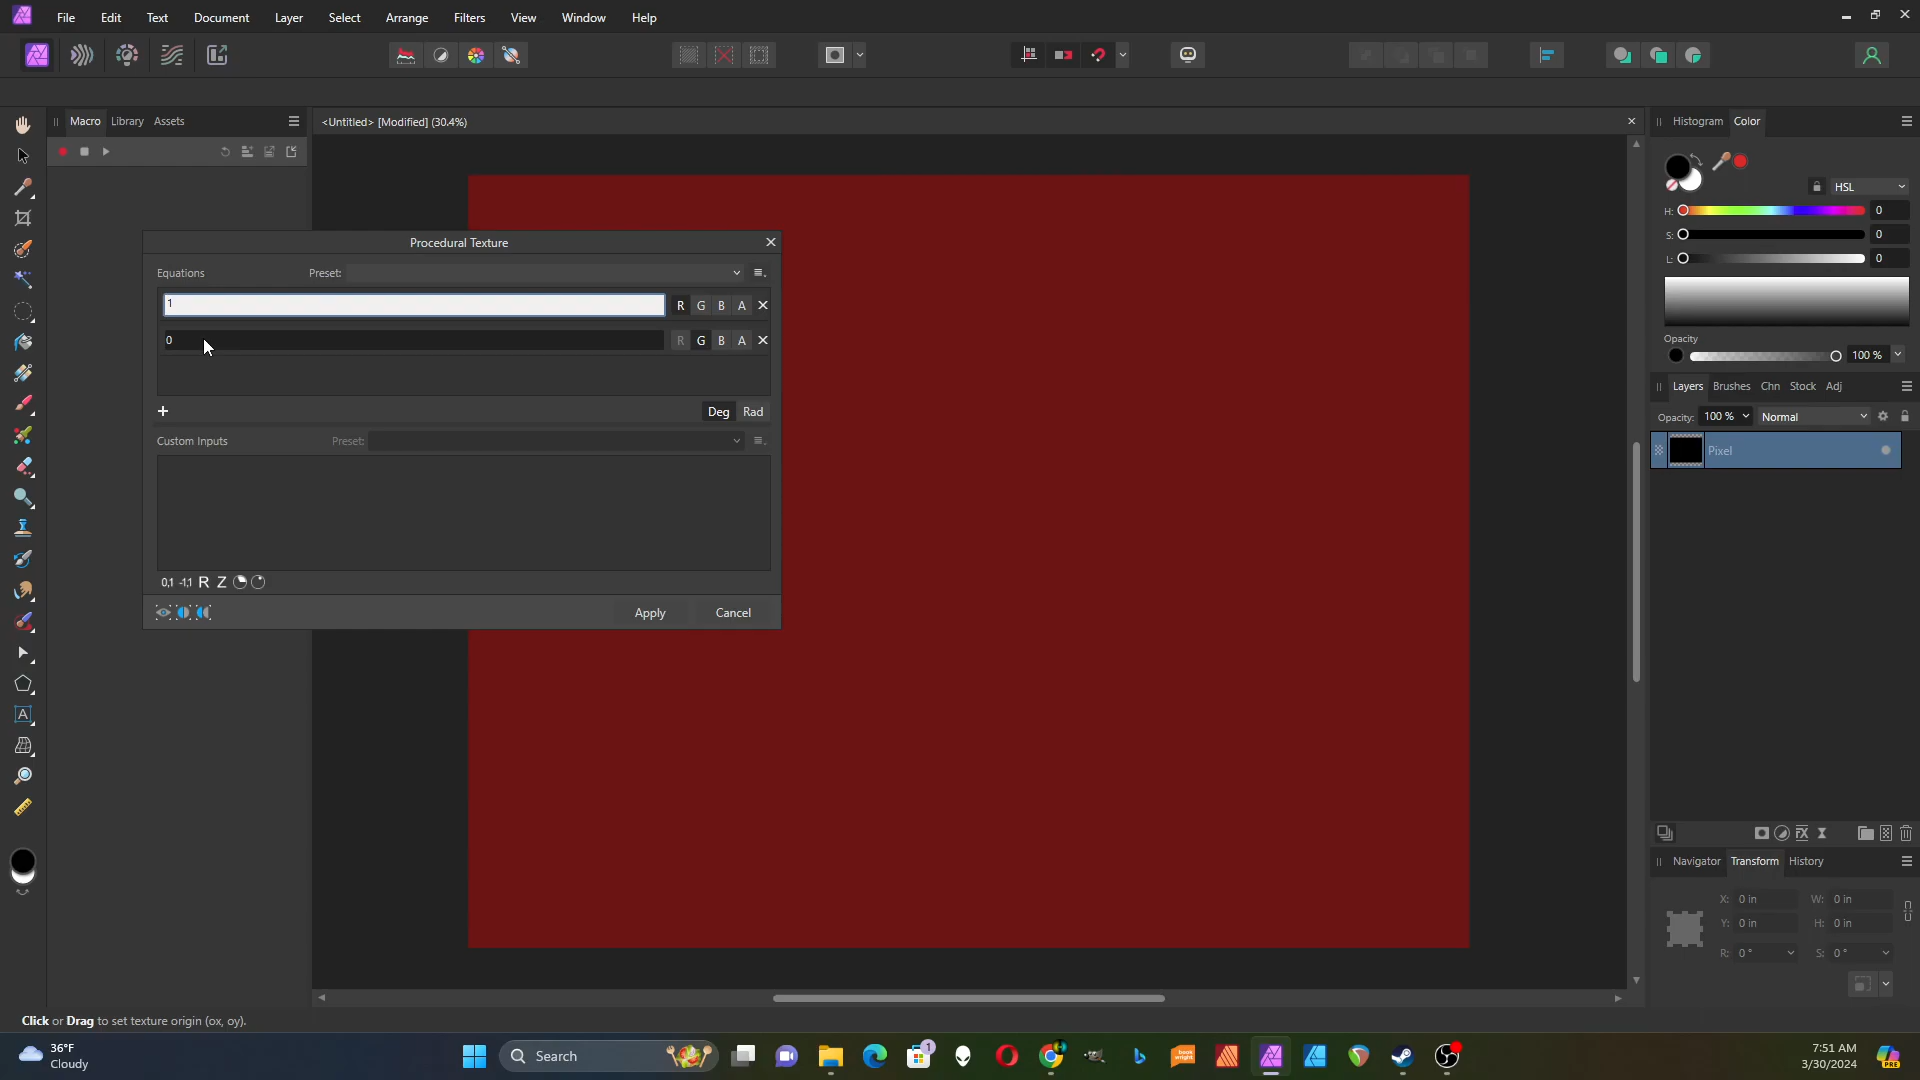 File Edit Text Document Layer Select Arrange Filters View Window Help
Macro Library Assets
<Untitled> [Modified] (30.4%)
Histogram Color
HSL
H: 0
S: 0
L: 0
Opacity
100 %
Procedural Texture
Equations Preset:
1 R G B A
0 R G B A
Deg Rad
Custom Inputs Preset:
0,1 -1,1 R Z
Apply Cancel
Layers Brushes Chn Stock Adj
Opacity: 100 % Normal
Pixel
Navigator Transform History
X: 0 in W: 0 in
Y: 0 in H: 0 in
R: 0 ° S: 0 °
Click or Drag to set texture origin (ox, oy).
36°F
Cloudy
Search
1
book
wright
7:51 AM
3/30/2024
PRE